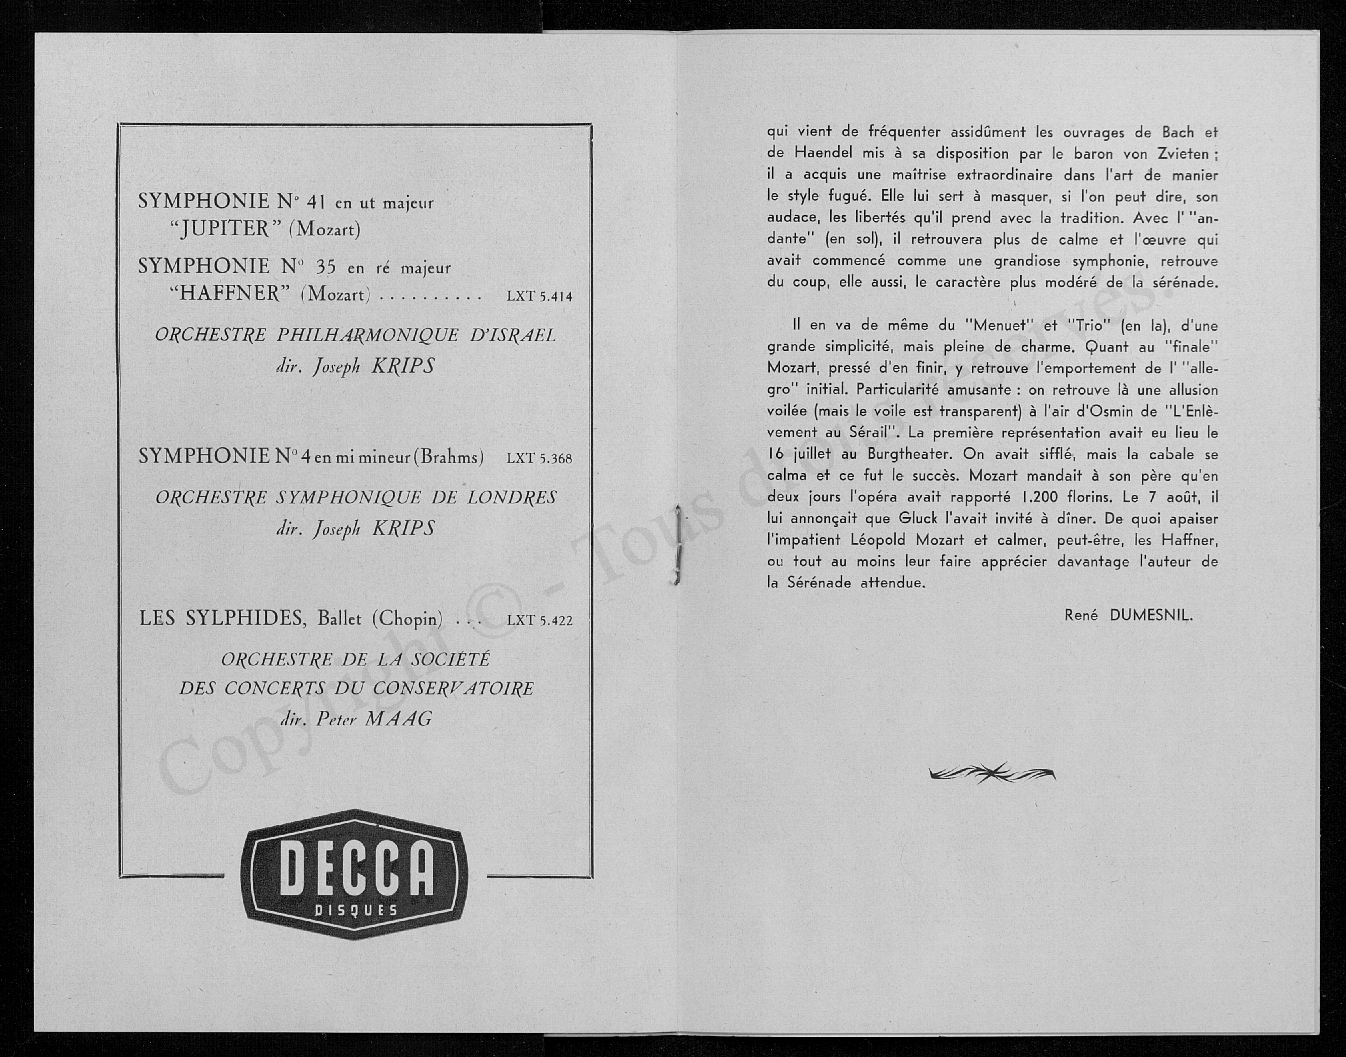 SYMPHONIE N° 41 en ut majeur
"JUPITER" (Mozart)
SYMPHONIE N° 35 en ré majeur
"HAFFNER" (Mozart) . . . . . . . . . . LXT 5.414
ORCHESTRE PHILHARMONIQUE D'ISRAEL
dir. Joseph KRIPS
SYMPHONIE N° 4 en mi mineur (Brahms) LXT 5.368
ORCHESTRE SYMPHONIQUE DE LONDRES
dir. Joseph KRIPS
LES SYLPHIDES, Ballet (Chopin) . . . LXT 5.422
ORCHESTRE DE LA SOCIÉTÉ
DES CONCERTS DU CONSERVATOIRE
dir. Peter MAAG
DECCA
DISQUES
qui vient de fréquenter assidûment les ouvrages de Bach et
de Haendel mis à sa disposition par le baron von Zvieten ;
il a acquis une maîtrise extraordinaire dans l'art de manier
le style fugué. Elle lui sert à masquer, si l'on peut dire, son
audace, les libertés qu'il prend avec la tradition. Avec l' "an-
dante" (en sol), il retrouvera plus de calme et l'œuvre qui
avait commencé comme une grandiose symphonie, retrouve
du coup, elle aussi, le caractère plus modéré de la sérénade.
Il en va de même du "Menuet" et "Trio" (en la), d'une
grande simplicité, mais pleine de charme. Quant au "finale"
Mozart, pressé d'en finir, y retrouve l'emportement de l' "alle-
gro" initial. Particularité amusante : on retrouve là une allusion
voilée (mais le voile est transparent) à l'air d'Osmin de "L'Enlè-
vement au Sérail". La première représentation avait eu lieu le
16 juillet au Burgtheater. On avait sifflé, mais la cabale se
calma et ce fut le succès. Mozart mandait à son père qu'en
deux jours l'opéra avait rapporté 1.200 florins. Le 7 août, il
lui annonçait que Gluck l'avait invité à dîner. De quoi apaiser
l'impatient Léopold Mozart et calmer, peut-être, les Haffner,
ou tout au moins leur faire apprécier davantage l'auteur de
la Sérénade attendue.
René DUMESNIL.
Copyright © - Tous droits réservés.